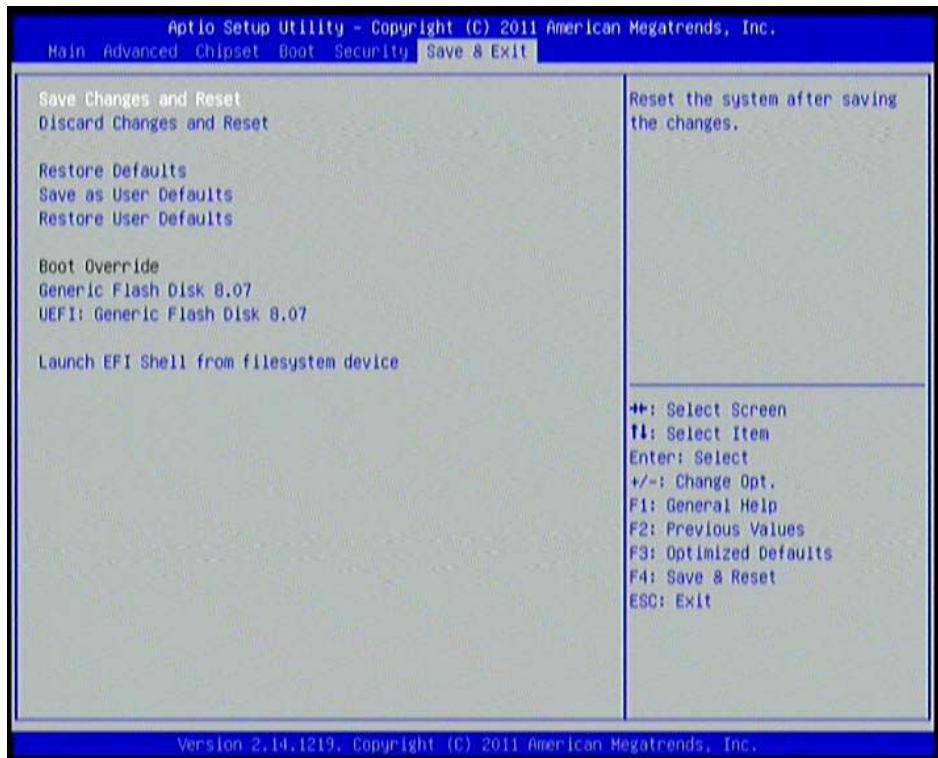 Aptio Setup Utility - Copyright (C) 2011 American Megatrends, Inc.
Main Advanced Chipset Boot Security Save & Exit
Save Changes and Reset
Discard Changes and Reset
Restore Defaults
Save as User Defaults
Restore User Defaults
Boot Override
Generic Flash Disk 8.07
UEFI: Generic Flash Disk 8.07
Launch EFI Shell from filesystem device
Reset the system after saving
the changes.
→←: Select Screen
↑↓: Select Item
Enter: Select
+/-: Change Opt.
F1: General Help
F2: Previous Values
F3: Optimized Defaults
F4: Save & Reset
ESC: Exit
Version 2.14.1219. Copyright (C) 2011 American Megatrends, Inc.